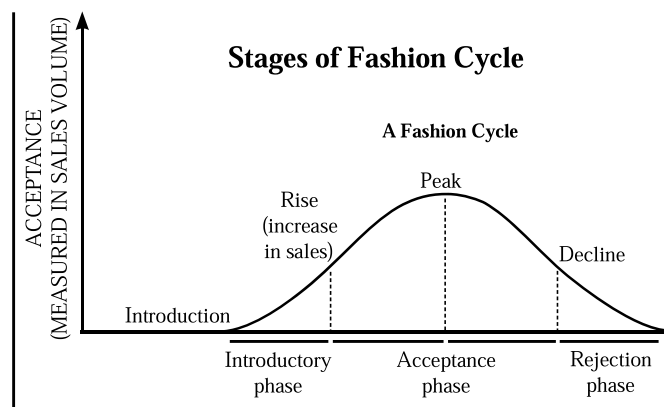 Stages of Fashion Cycle
ACCEPTANCE
(MEASURED IN SALES VOLUME)
A Fashion Cycle
Peak
Rise
(increase
in sales)
Decline
Introduction
Introductory
phase
Acceptance
phase
Rejection
phase